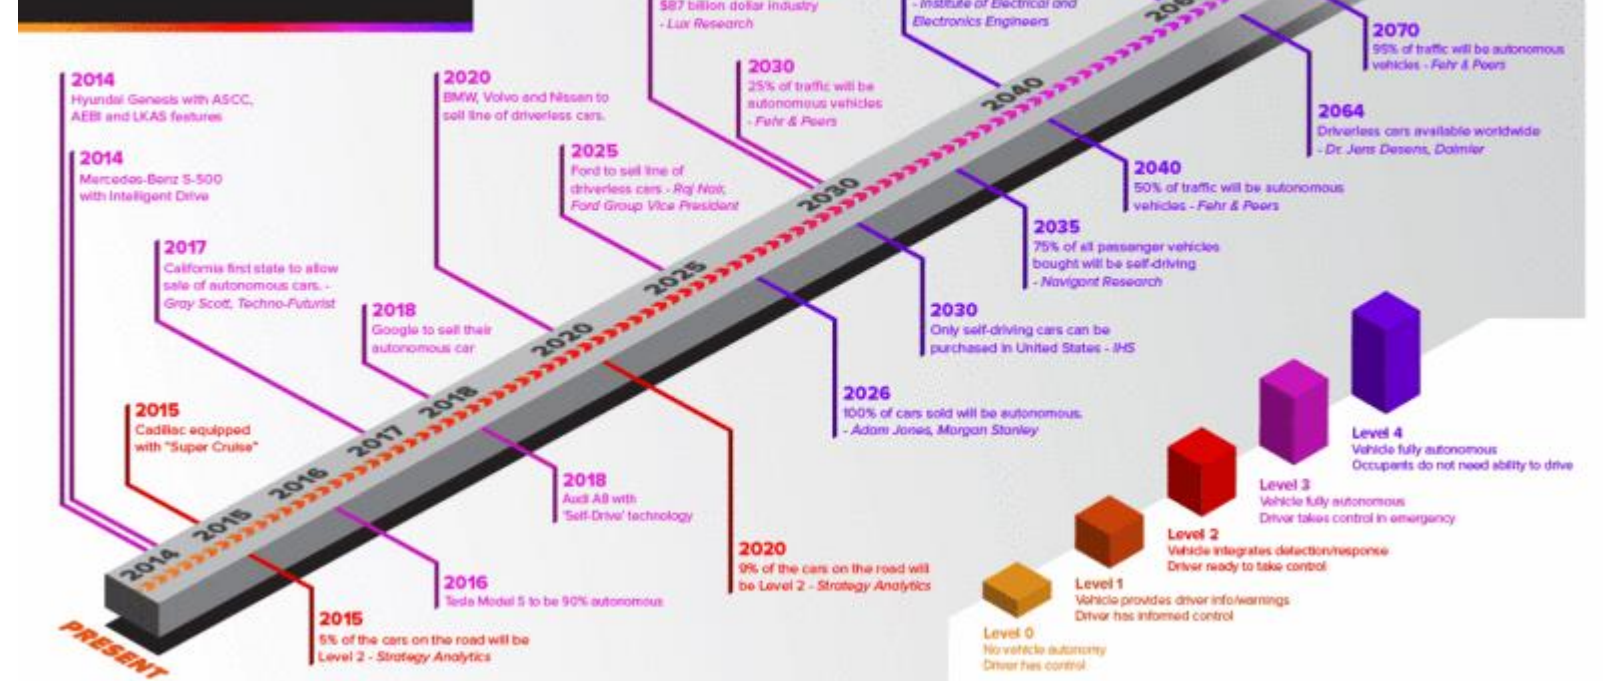 $87 billion dollar industry
- Lux Research
- Institute of Electrical and
Electronics Engineers
2070
95% of traffic will be autonomous
vehicles - Fehr & Peers
2014
Hyundai Genesis with ASCC,
AEBI and LKAS features
2020
BMW, Volvo and Nissen to
sell line of driverless cars.
2030
25% of traffic will be
autonomous vehicles
- Fehr & Peers
2064
Driverless cars available worldwide
- Dr. Jens Desens, Daimler
2014
Mercedes-Benz S-500
with Intelligent Drive
2025
Ford to sell line of
driverless cars - Raj Nair,
Ford Group Vice President
2040
50% of traffic will be autonomous
vehicles - Fehr & Peers
2017
California first state to allow
sale of autonomous cars. -
Gray Scott, Techno-Futurist
2035
75% of all passenger vehicles
bought will be self-driving
- Navigant Research
2018
Google to sell their
autonomous car
2030
Only self-driving cars can be
purchased in United States - IHS
2026
100% of cars sold will be autonomous.
- Adam Jones, Morgan Stanley
2015
Cadillac equipped
with "Super Cruise"
2018
Audi A8 with
'Self-Drive' technology
2020
9% of the cars on the road will
be Level 2 - Strategy Analytics
2016
Tesla Model S to be 90% autonomous
2015
5% of the cars on the road will be
Level 2 - Strategy Analytics
2014
2015
2016
2017
2018
2020
2025
2030
2040
PRESENT
Level 4
Vehicle fully autonomous
Occupants do not need ability to drive
Level 3
Vehicle fully autonomous
Driver takes control in emergency
Level 2
Vehicle integrates detection/response
Driver ready to take control
Level 1
Vehicle provides driver info/warnings
Driver has informed control
Level 0
No vehicle autonomy
Driver has control